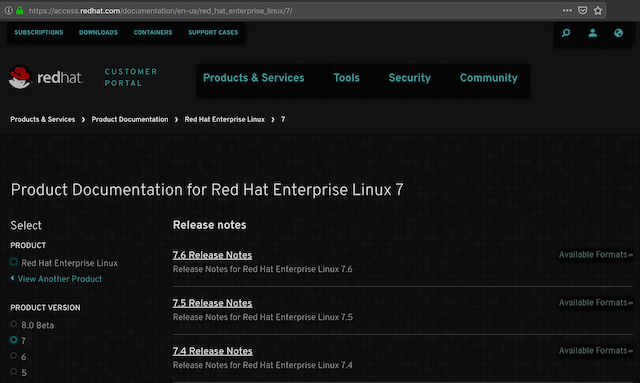 https://access.redhat.com/documentation/en-us/red_hat_enterprise_linux/7/
SUBSCRIPTIONS DOWNLOADS CONTAINERS SUPPORT CASES
redhat. CUSTOMER PORTAL
Products & Services Tools Security Community
Products & Services > Product Documentation > Red Hat Enterprise Linux > 7
Product Documentation for Red Hat Enterprise Linux 7
Select
PRODUCT
Red Hat Enterprise Linux
View Another Product
PRODUCT VERSION
8.0 Beta
7
6
5
Release notes
7.6 Release Notes Available Formats
Release Notes for Red Hat Enterprise Linux 7.6
7.5 Release Notes Available Formats
Release Notes for Red Hat Enterprise Linux 7.5
7.4 Release Notes Available Formats
Release Notes for Red Hat Enterprise Linux 7.4